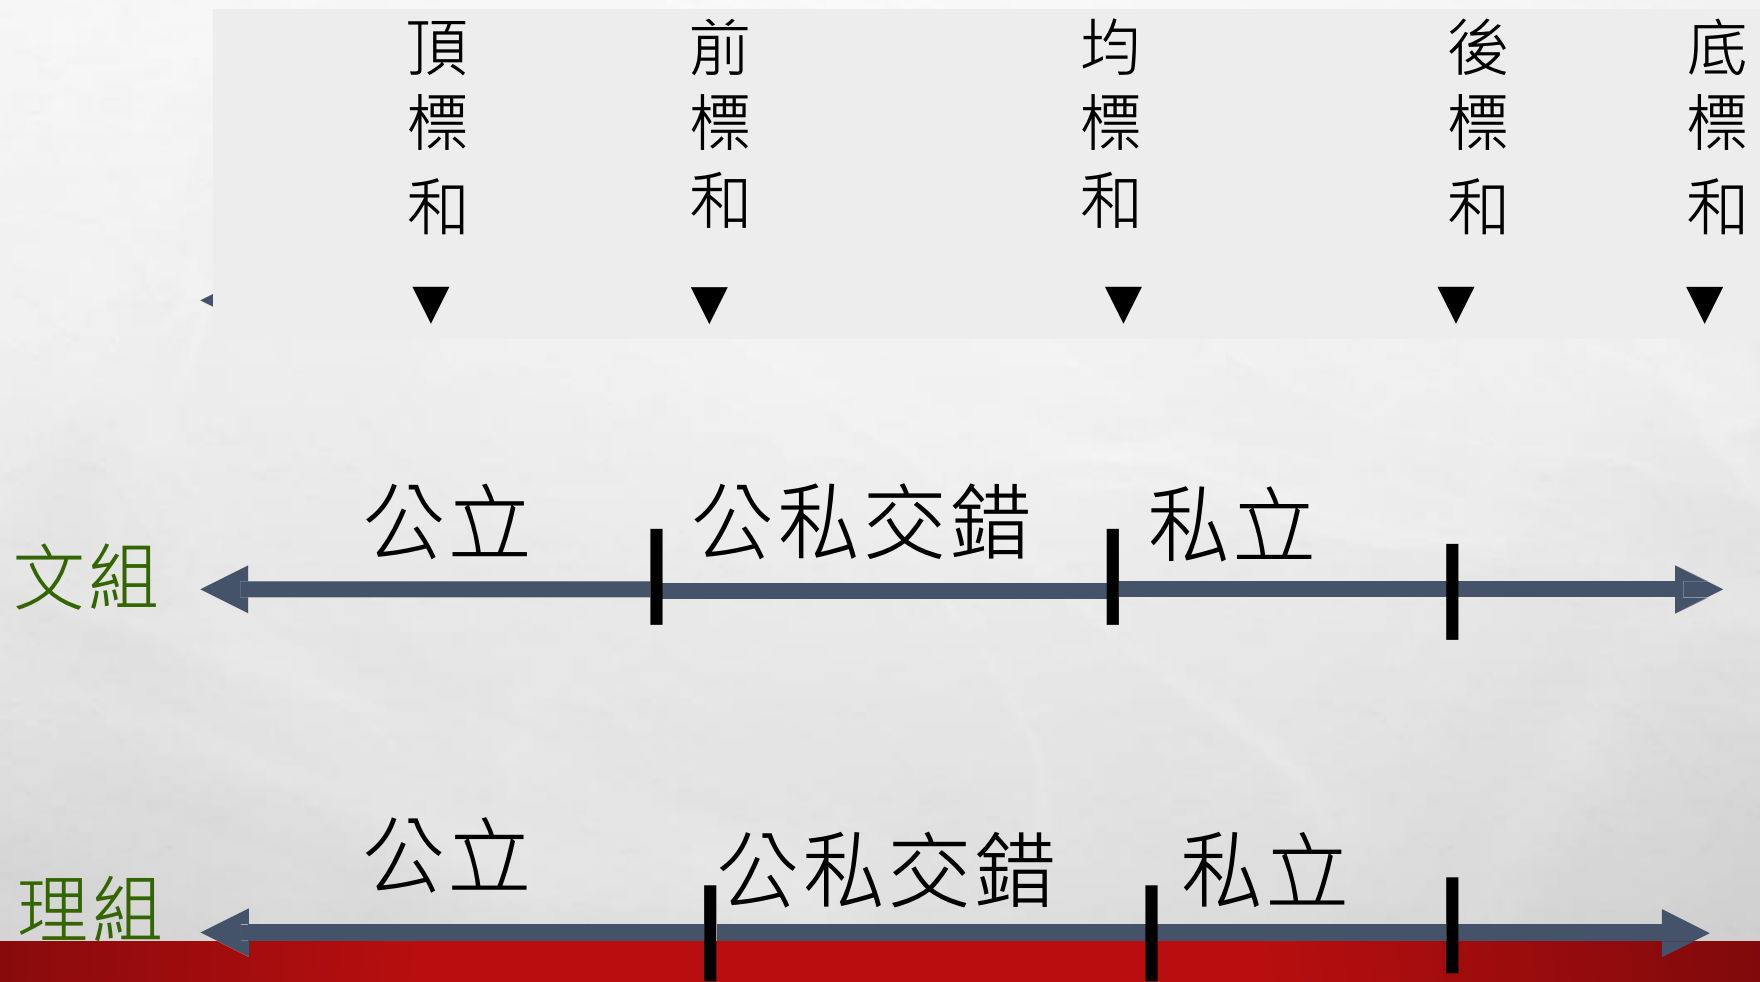 頂標和
前標和
均標和
後標和
底標和
公立
公私交錯
私立
文組
公立
公私交錯
私立
理組